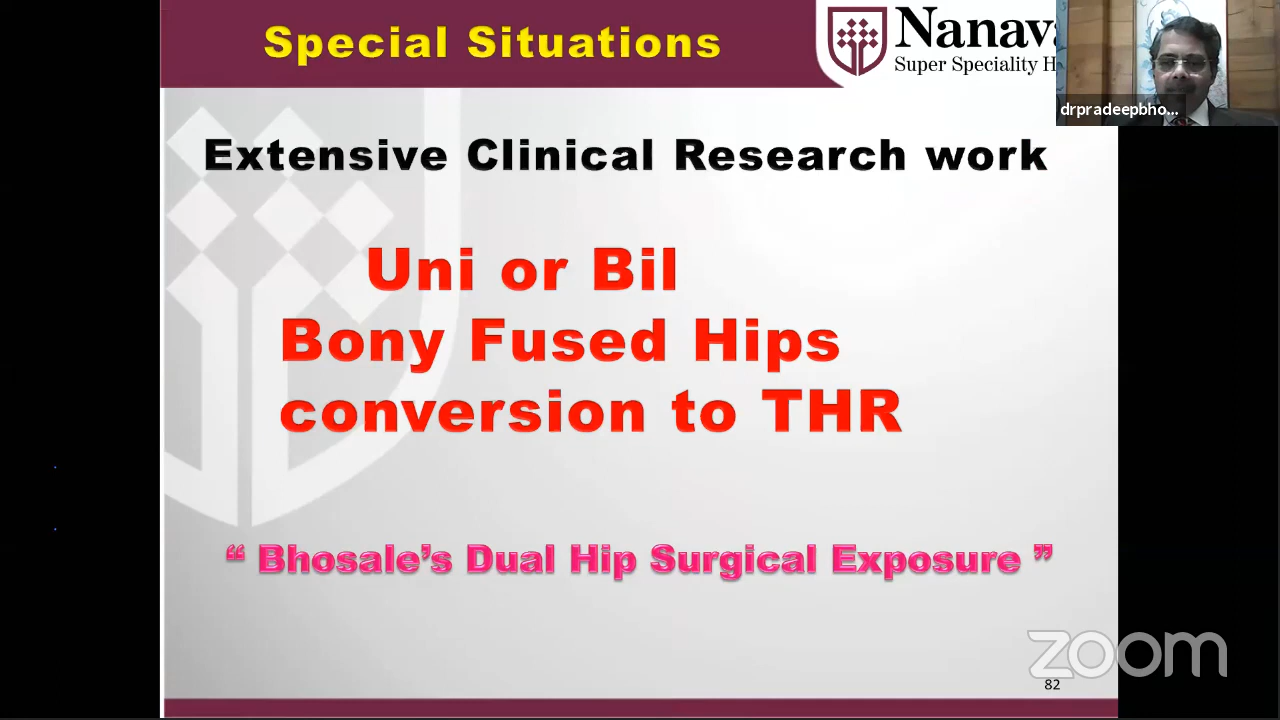 Special Situations
Nanava
Super Speciality H
drpradeepbho...
Extensive Clinical Research work
Uni or Bil
Bony Fused Hips
conversion to THR
“ Bhosale’s Dual Hip Surgical Exposure ”
zoom
82